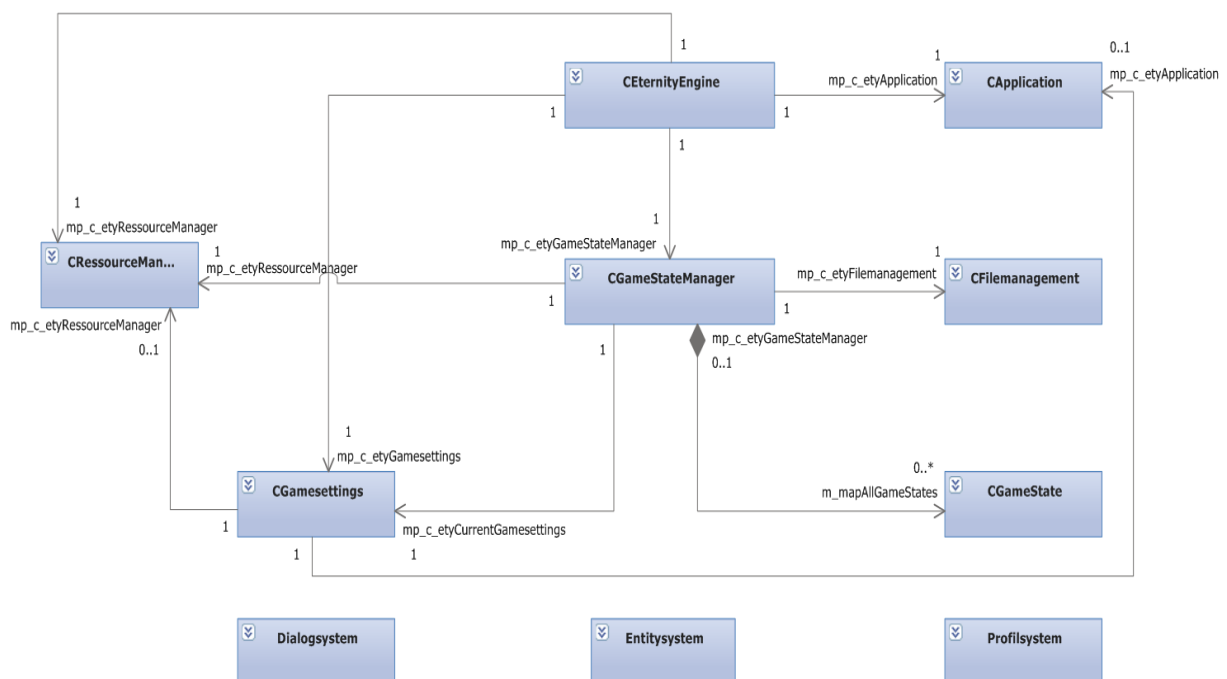 1
0..1
CEternityEngine
1
mp_c_etyApplication
CApplication
mp_c_etyApplication
1
1
1
1
mp_c_etyRessourceManager
1
mp_c_etyGameStateManager
CRessourceMan...
1
mp_c_etyRessourceManager
CGameStateManager
1
mp_c_etyFilemanagement
CFilemanagement
1
1
mp_c_etyRessourceManager
0..1
1
mp_c_etyGameStateManager
0..1
1
mp_c_etyGamesettings
0..*
m_mapAllGameStates
CGamesettings
CGameState
1
mp_c_etyCurrentGamesettings
1
1
Dialogsystem
Entitysystem
Profilsystem